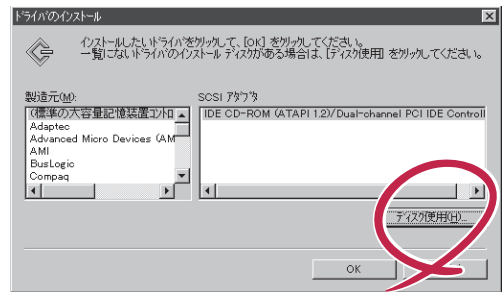 ドライバのインストール
インストールしたいドライバをクリックして、[OK] をクリックしてください。
一覧にないドライバのインストール ディスクがある場合は、[ディスク使用] をクリックしてください。
製造元(M):
SCSI アダプタ
(標準の大容量記憶装置コントロ
IDE CD-ROM (ATAPI 1.2)/Dual-channel PCI IDE Controll
Adaptec
Advanced Micro Devices (AM
AMI
BusLogic
Compaq
ディスク使用(H)...
OK